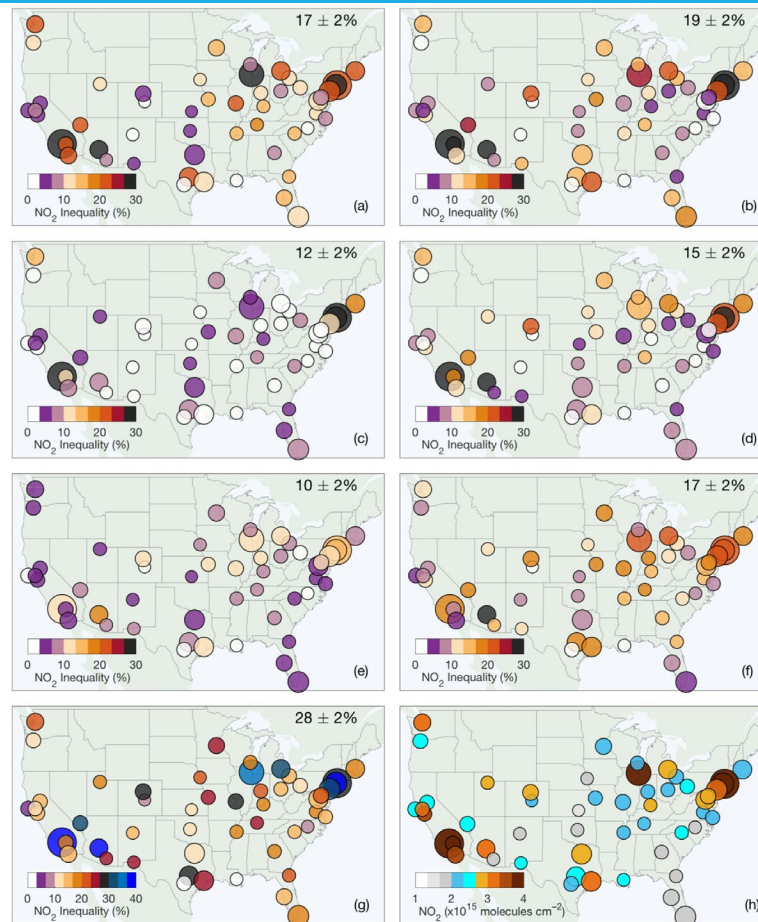 17 ± 2%
0 10 20 30
NO2 Inequality (%)
(a)
19 ± 2%
0 10 20 30
NO2 Inequality (%)
(b)
12 ± 2%
0 10 20 30
NO2 Inequality (%)
(c)
15 ± 2%
0 10 20 30
NO2 Inequality (%)
(d)
10 ± 2%
0 10 20 30
NO2 Inequality (%)
(e)
17 ± 2%
0 10 20 30
NO2 Inequality (%)
(f)
28 ± 2%
0 10 20 30 40
NO2 Inequality (%)
(g)
1 2 3 4
NO2 (x10^15 molecules cm^−2)
(h)